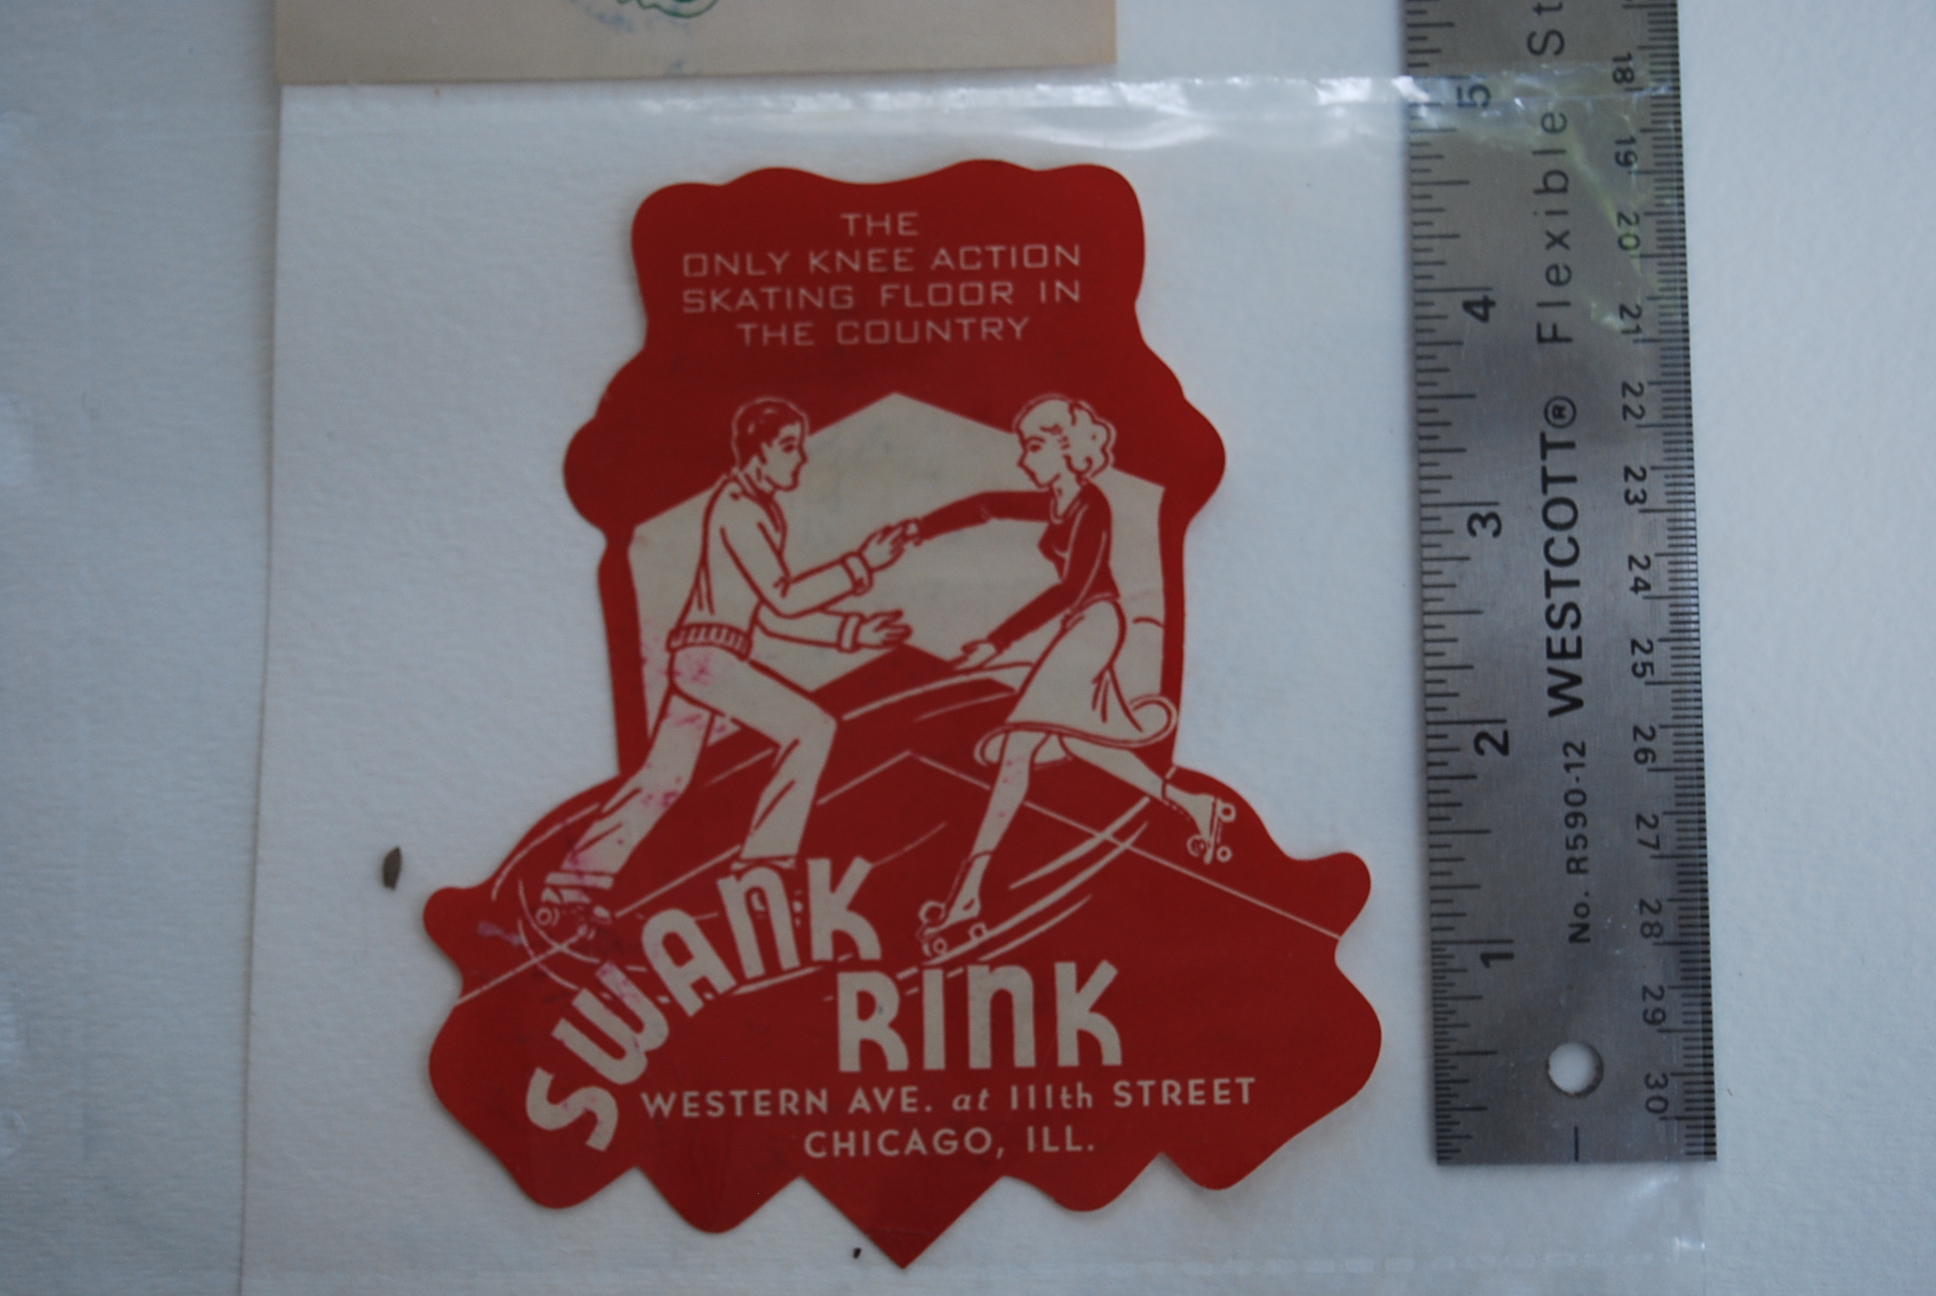 THE
ONLY KNEE ACTION
SKATING FLOOR IN
THE COUNTRY
SWANK
RINK
WESTERN AVE. at 111th STREET
CHICAGO, ILL.
No. R590-12 WESTCOTT® Flexible St
5
4
3
2
1
18
19
20
21
22
23
24
25
26
27
28
29
30